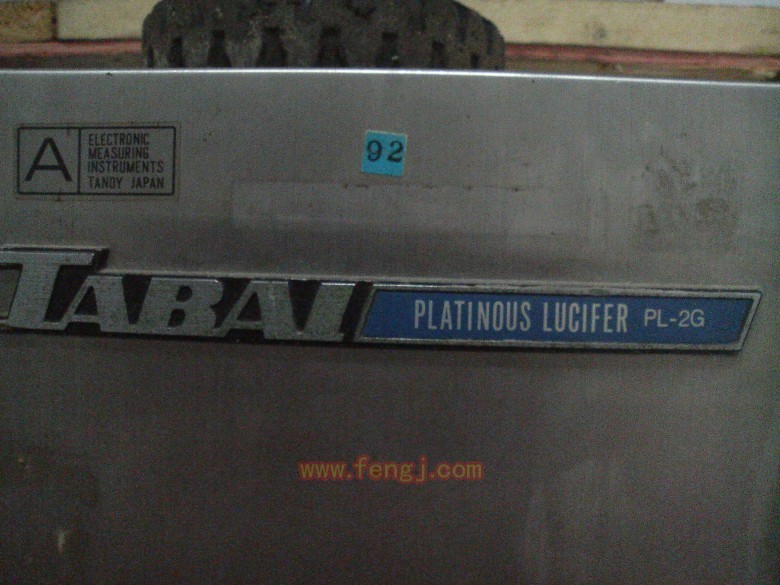 A
ELECTRONIC
MEASURING
INSTRUMENTS
TANDY JAPAN
92
TABAI
PLATINOUS LUCIFER PL-2G
www.fengj.com